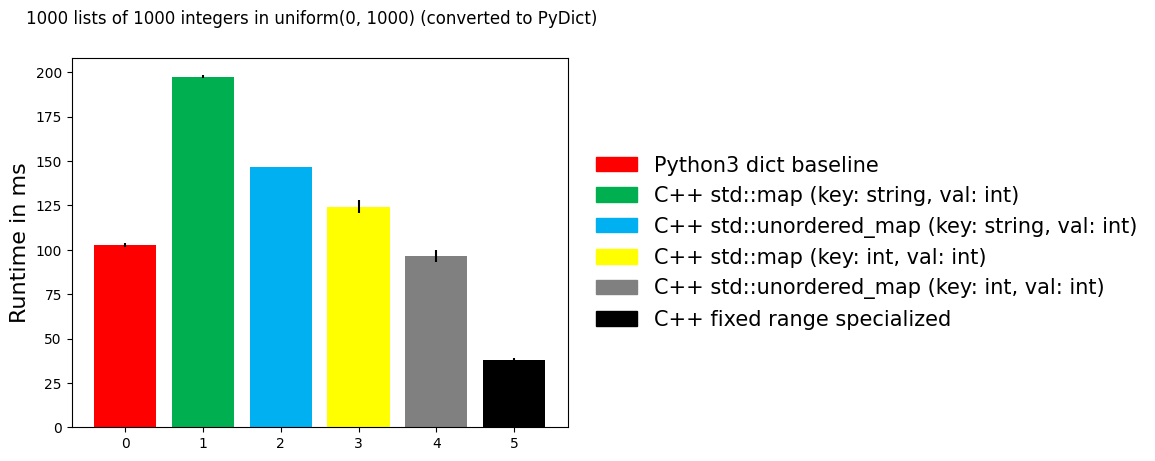 1000 lists of 1000 integers in uniform(0, 1000) (converted to PyDict)
Runtime in ms
200
175
150
125
100
75
50
25
0
0 1 2 3 4 5
Python3 dict baseline
C++ std::map (key: string, val: int)
C++ std::unordered_map (key: string, val: int)
C++ std::map (key: int, val: int)
C++ std::unordered_map (key: int, val: int)
C++ fixed range specialized